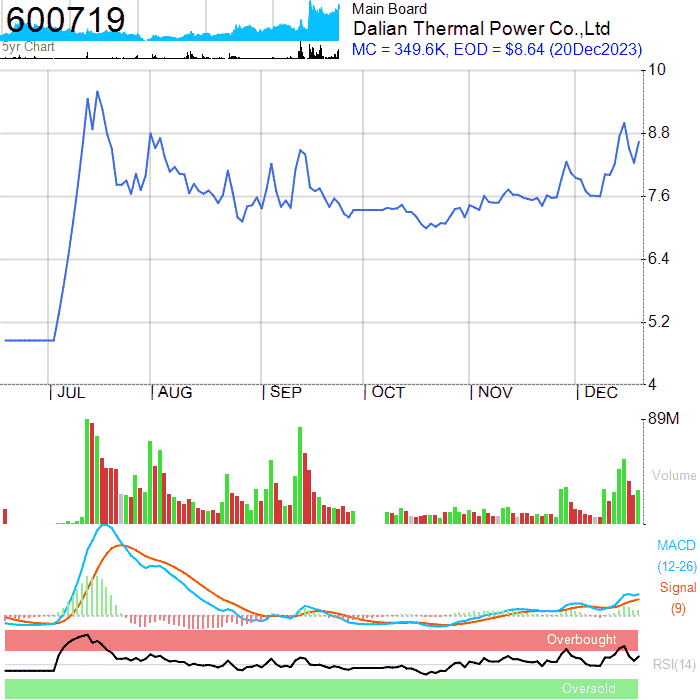 600719
5yr Chart
Main Board
Dalian Thermal Power Co.,Ltd
MC = 349.6K, EOD = $8.64 (20Dec2023)
10
8.8
7.6
6.4
5.2
4
JUL AUG SEP OCT NOV DEC
89M
Volume
MACD
(12-26)
Signal
(9)
Overbought
RSI(14)
Oversold